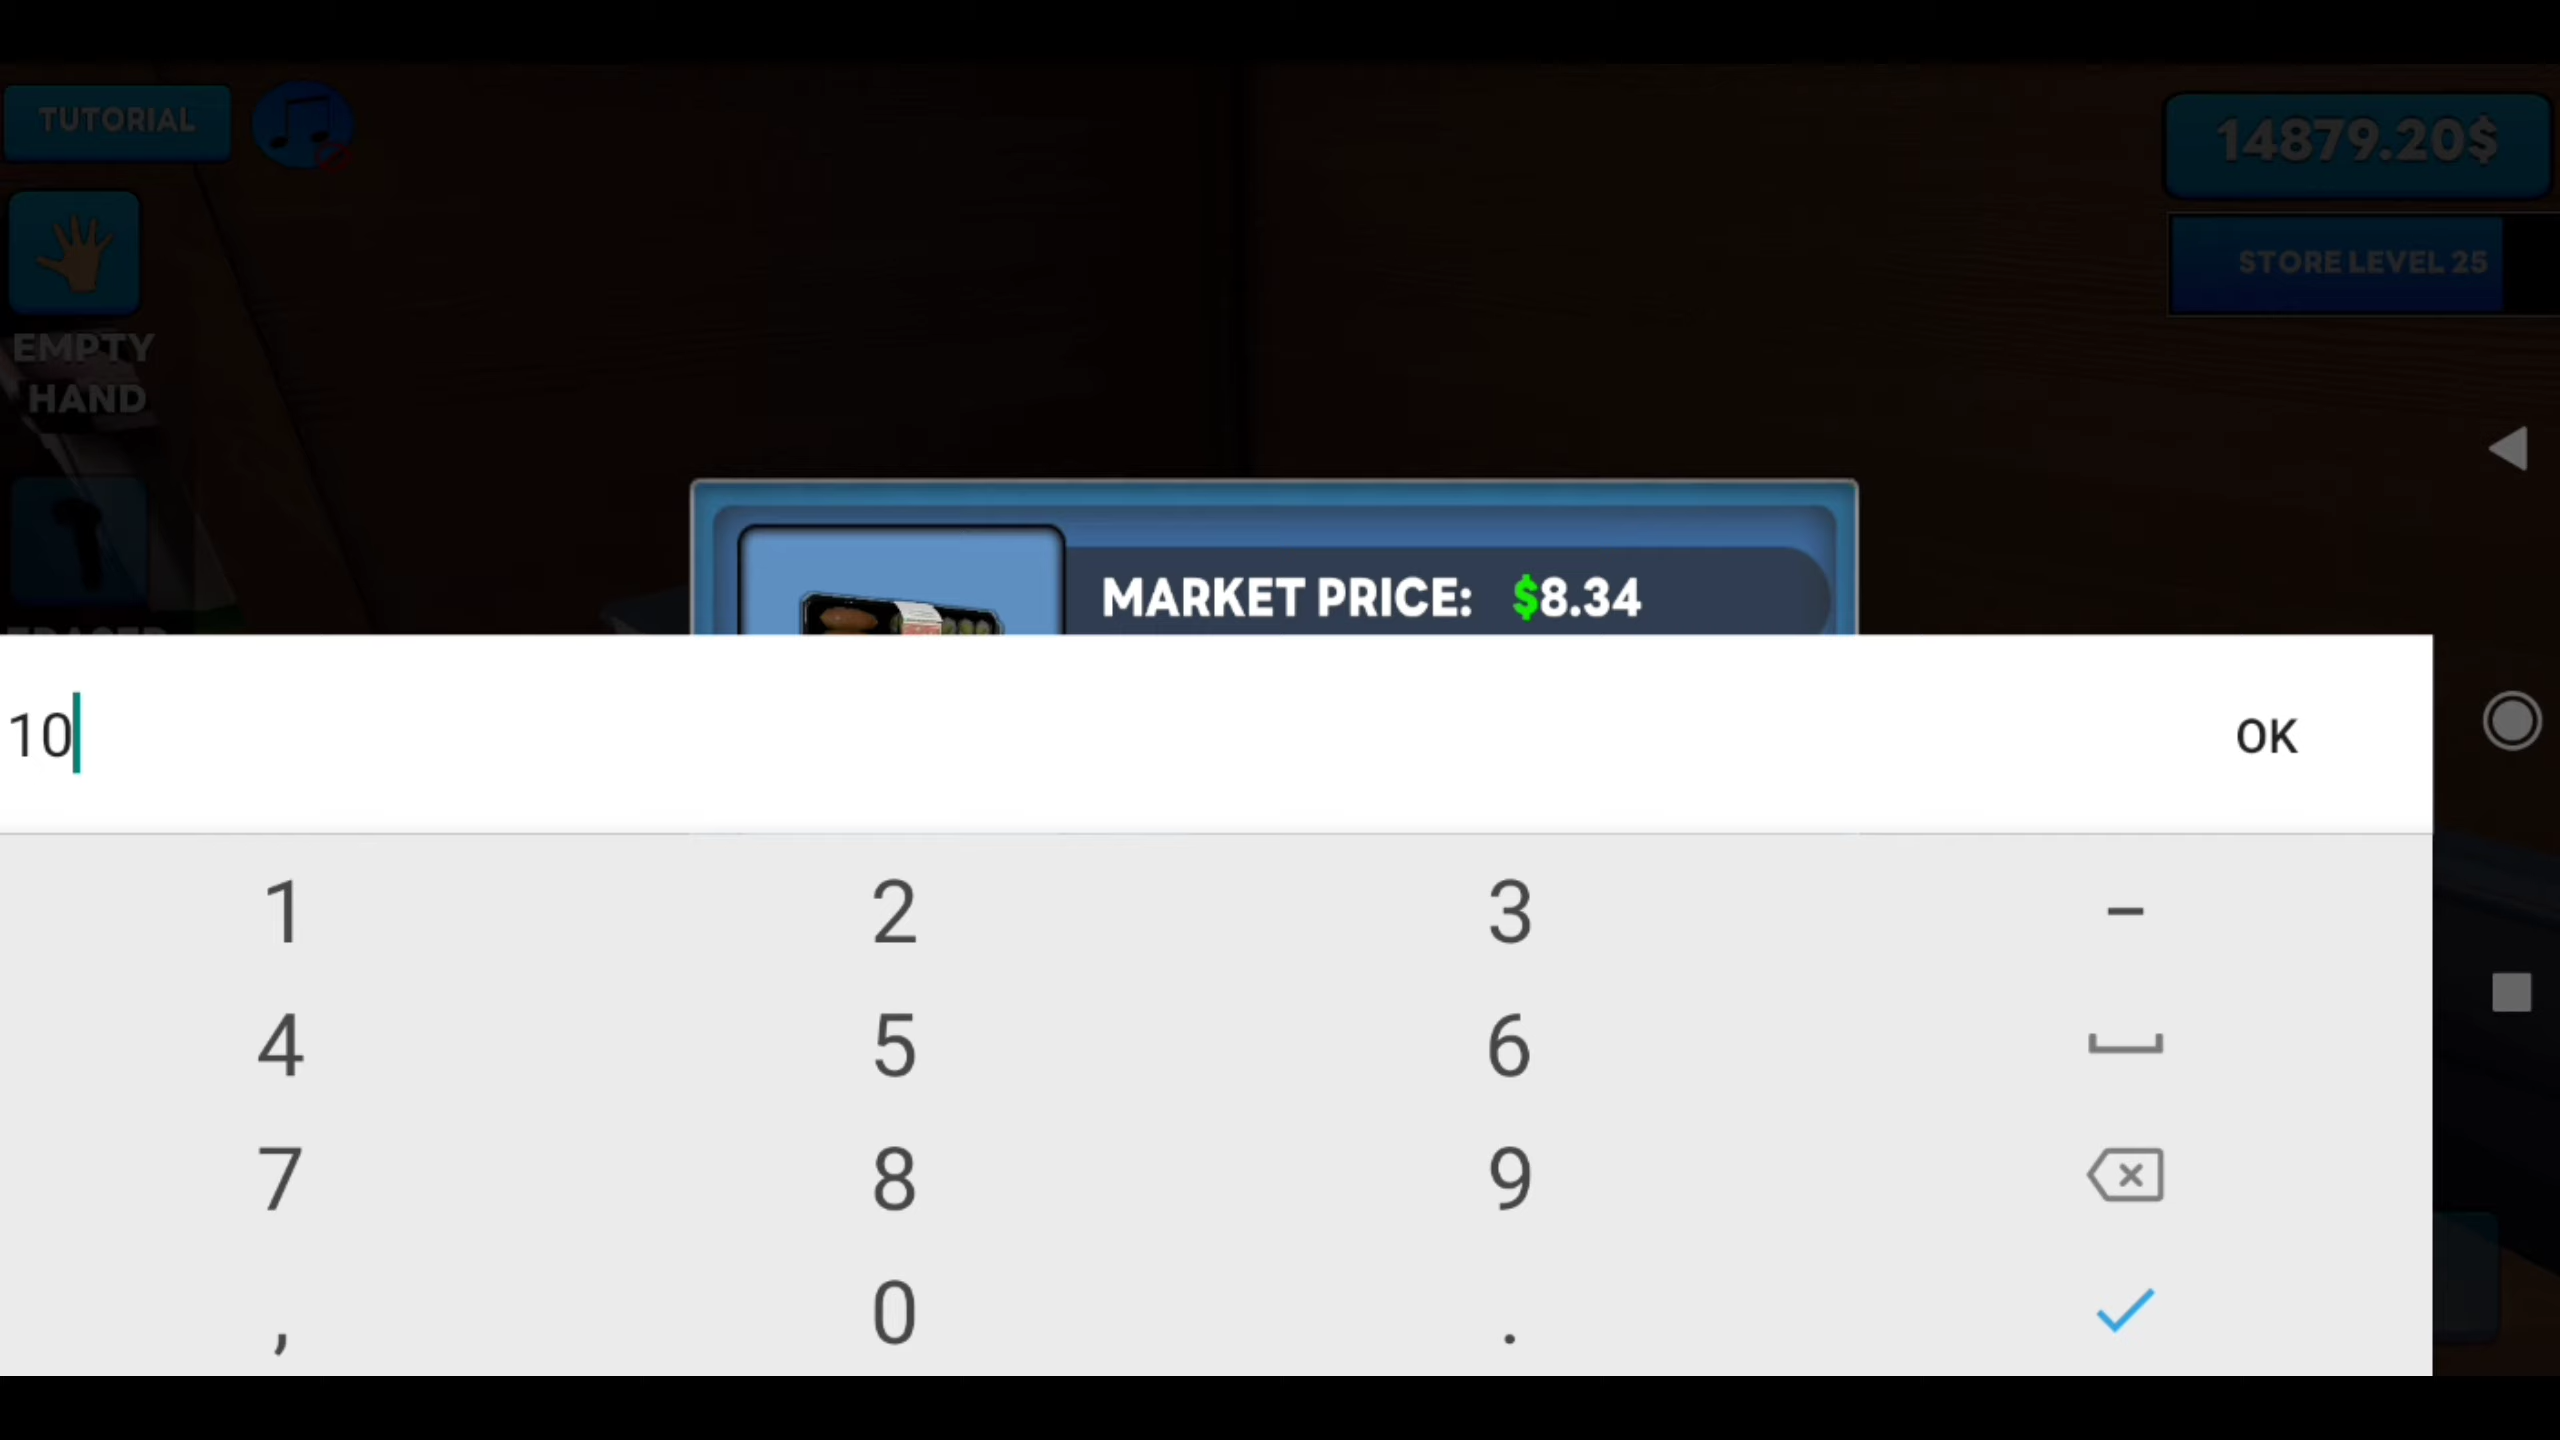 TUTORIAL
14879.20$
STORE LEVEL 25
EMPTY
HAND
MARKET PRICE: $8.34
10
OK
1 2 3 -
4 5 6
7 8 9
, 0 .